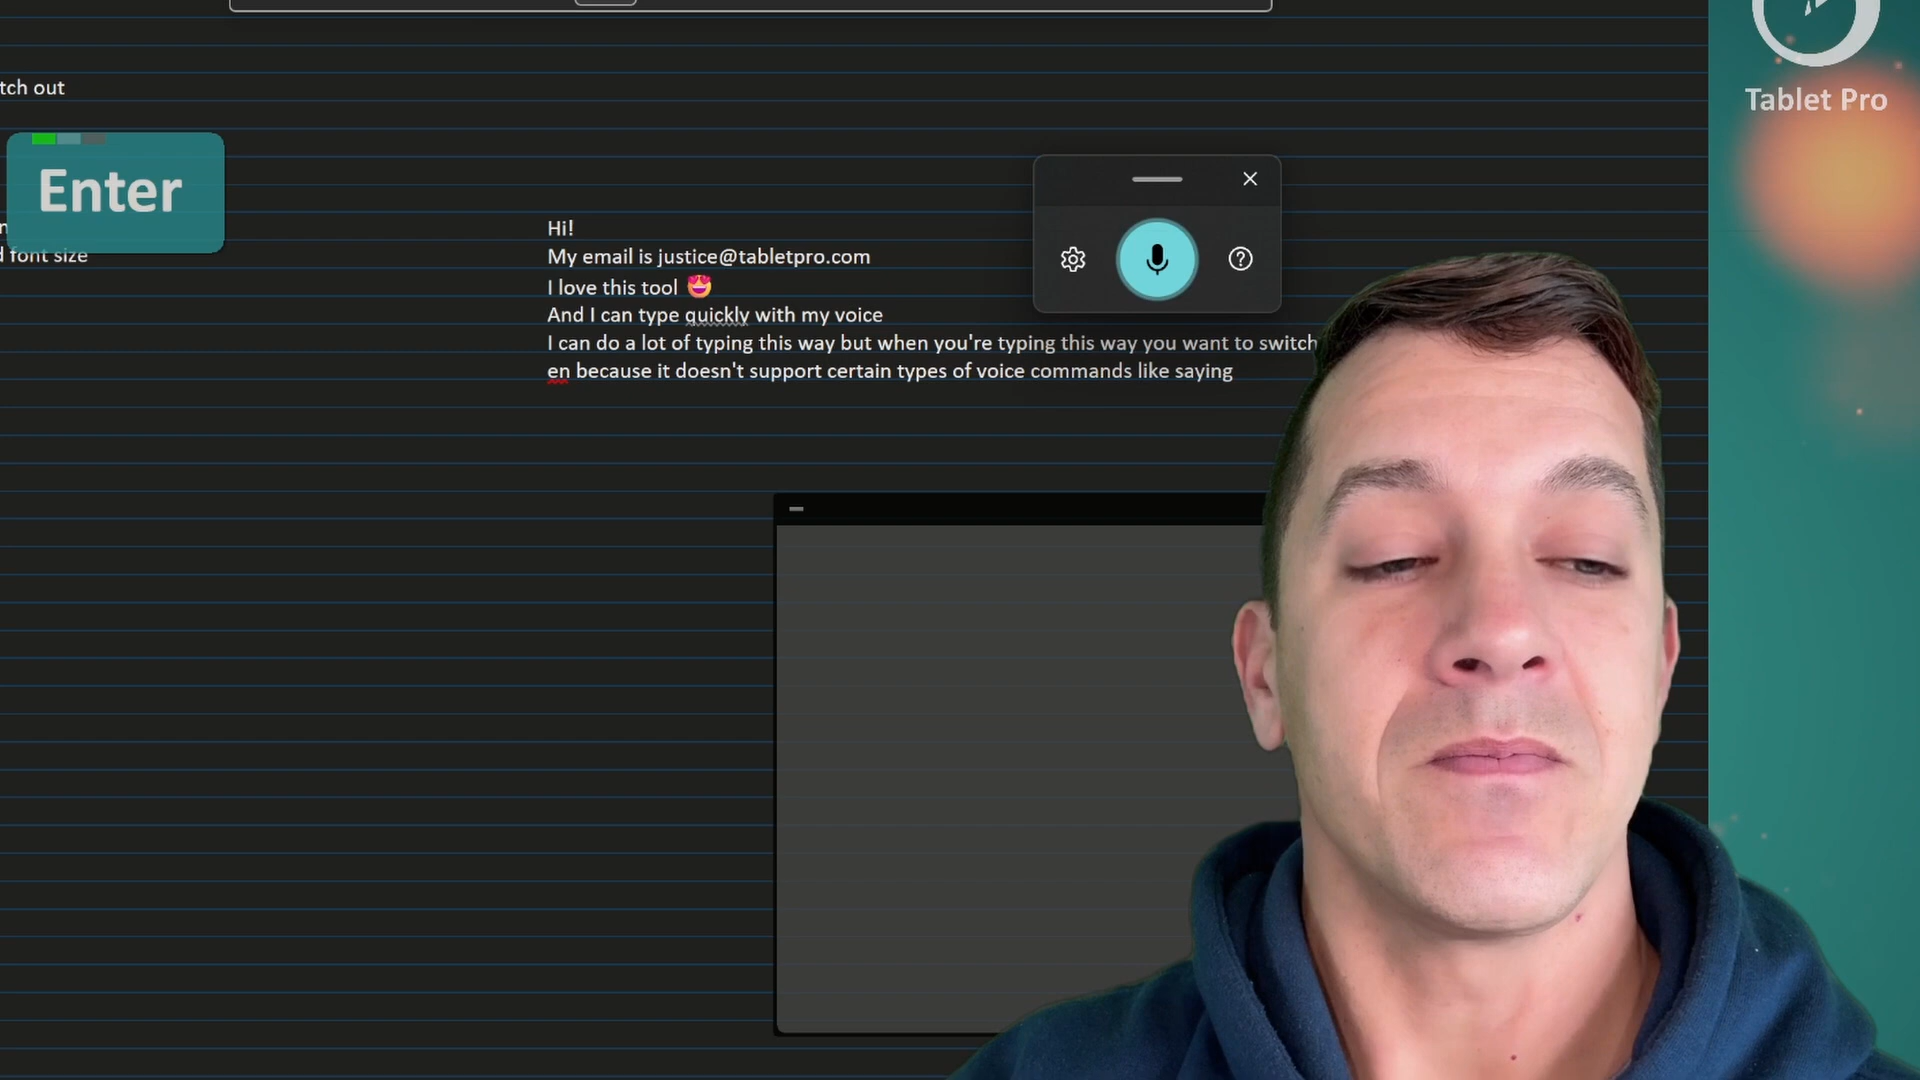 tch out
Tablet Pro
Enter
d font size
Hi!
My email is justice@tabletpro.com
I love this tool 🤩
And I can type quickly with my voice
I can do a lot of typing this way but when you're typing this way you want to switch
en because it doesn't support certain types of voice commands like saying